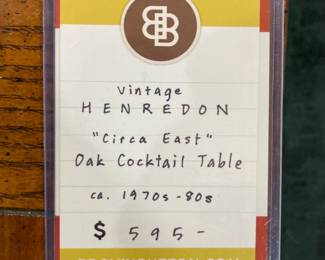 Vintage
HENREDON
"Circa East"
Oak Cocktail Table
ca. 1970s-80s
$ 595-